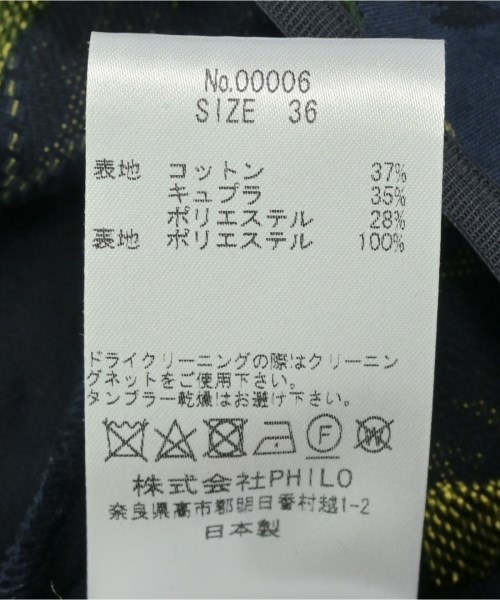 No.00006
SIZE 36
表地 コットン 37%
キュプラ 35%
ポリエステル 28%
裏地 ポリエステル 100%
ドライクリーニングの際はクリーニン
グネットをご使用下さい。
タンブラー乾燥はお避け下さい。
F W
株式会社PHILO
奈良県高市郡明日香村越1-2
日本製